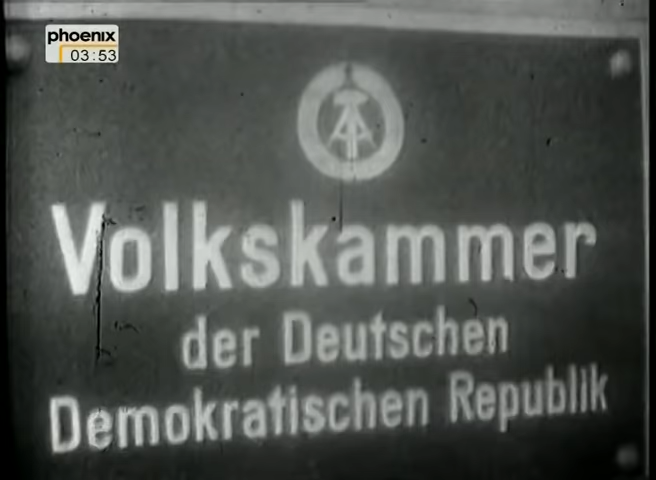 phoenix
03:53
Volkskammer
der Deutschen
Demokratischen Republik